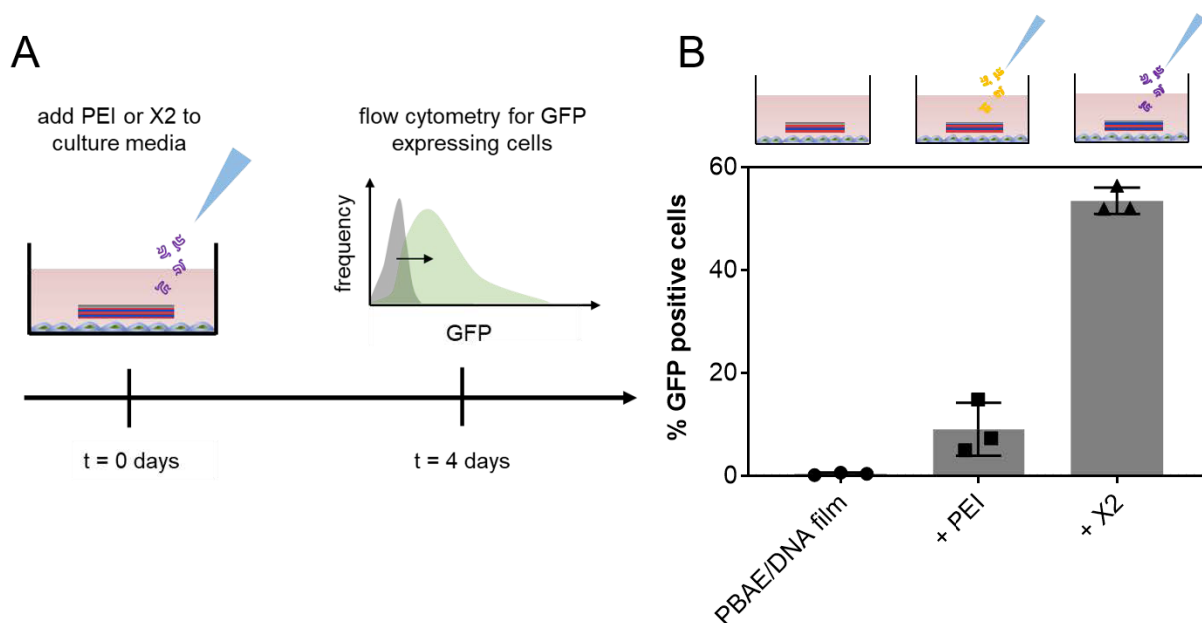 A
add PEI or X2 to
culture media
flow cytometry for GFP
expressing cells
frequency
GFP
t = 0 days
t = 4 days
B
% GFP positive cells
60
40
20
0
PBAE/DNA film
+ PEI
+ X2